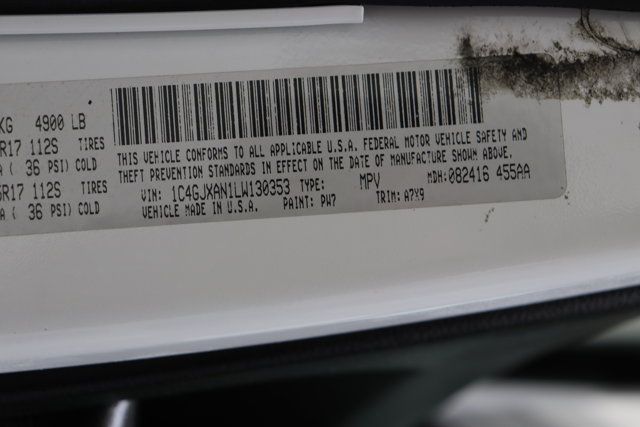 KG 4900 LB
R17 112S TIRES
( 36 PSI) COLD
R17 112S TIRES
( 36 PSI) COLD
THIS VEHICLE CONFORMS TO ALL APPLICABLE U.S.A. FEDERAL MOTOR VEHICLE SAFETY AND
THEFT PREVENTION STANDARDS IN EFFECT ON THE DATE OF MANUFACTURE SHOWN ABOVE.
VIN: 1C4GJXAN1LW130353 TYPE: MPV MDH: 082416 455AA
VEHICLE MADE IN U.S.A. PAINT: PW7 TRIM: A7X9